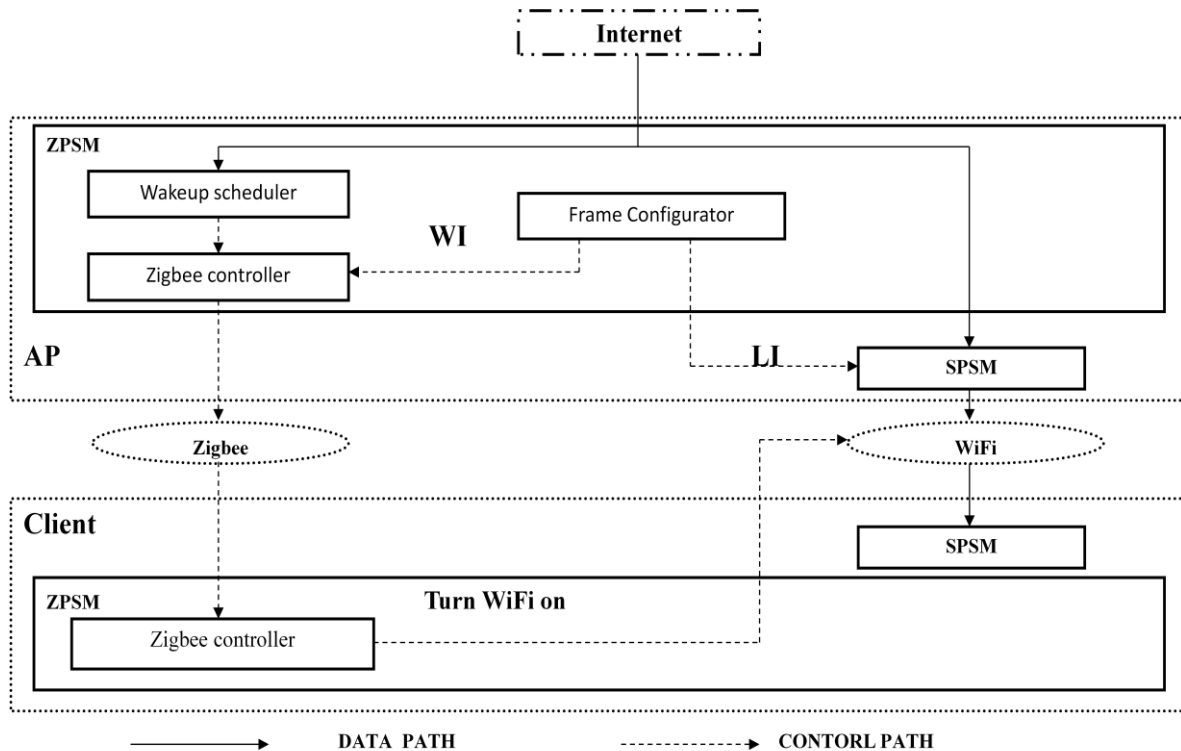 Internet
ZPSM
Wakeup scheduler
Frame Configurator
WI
Zigbee controller
AP
LI
SPSM
Zigbee
WiFi
Client
SPSM
ZPSM
Turn WiFi on
Zigbee controller
DATA PATH
CONTORL PATH